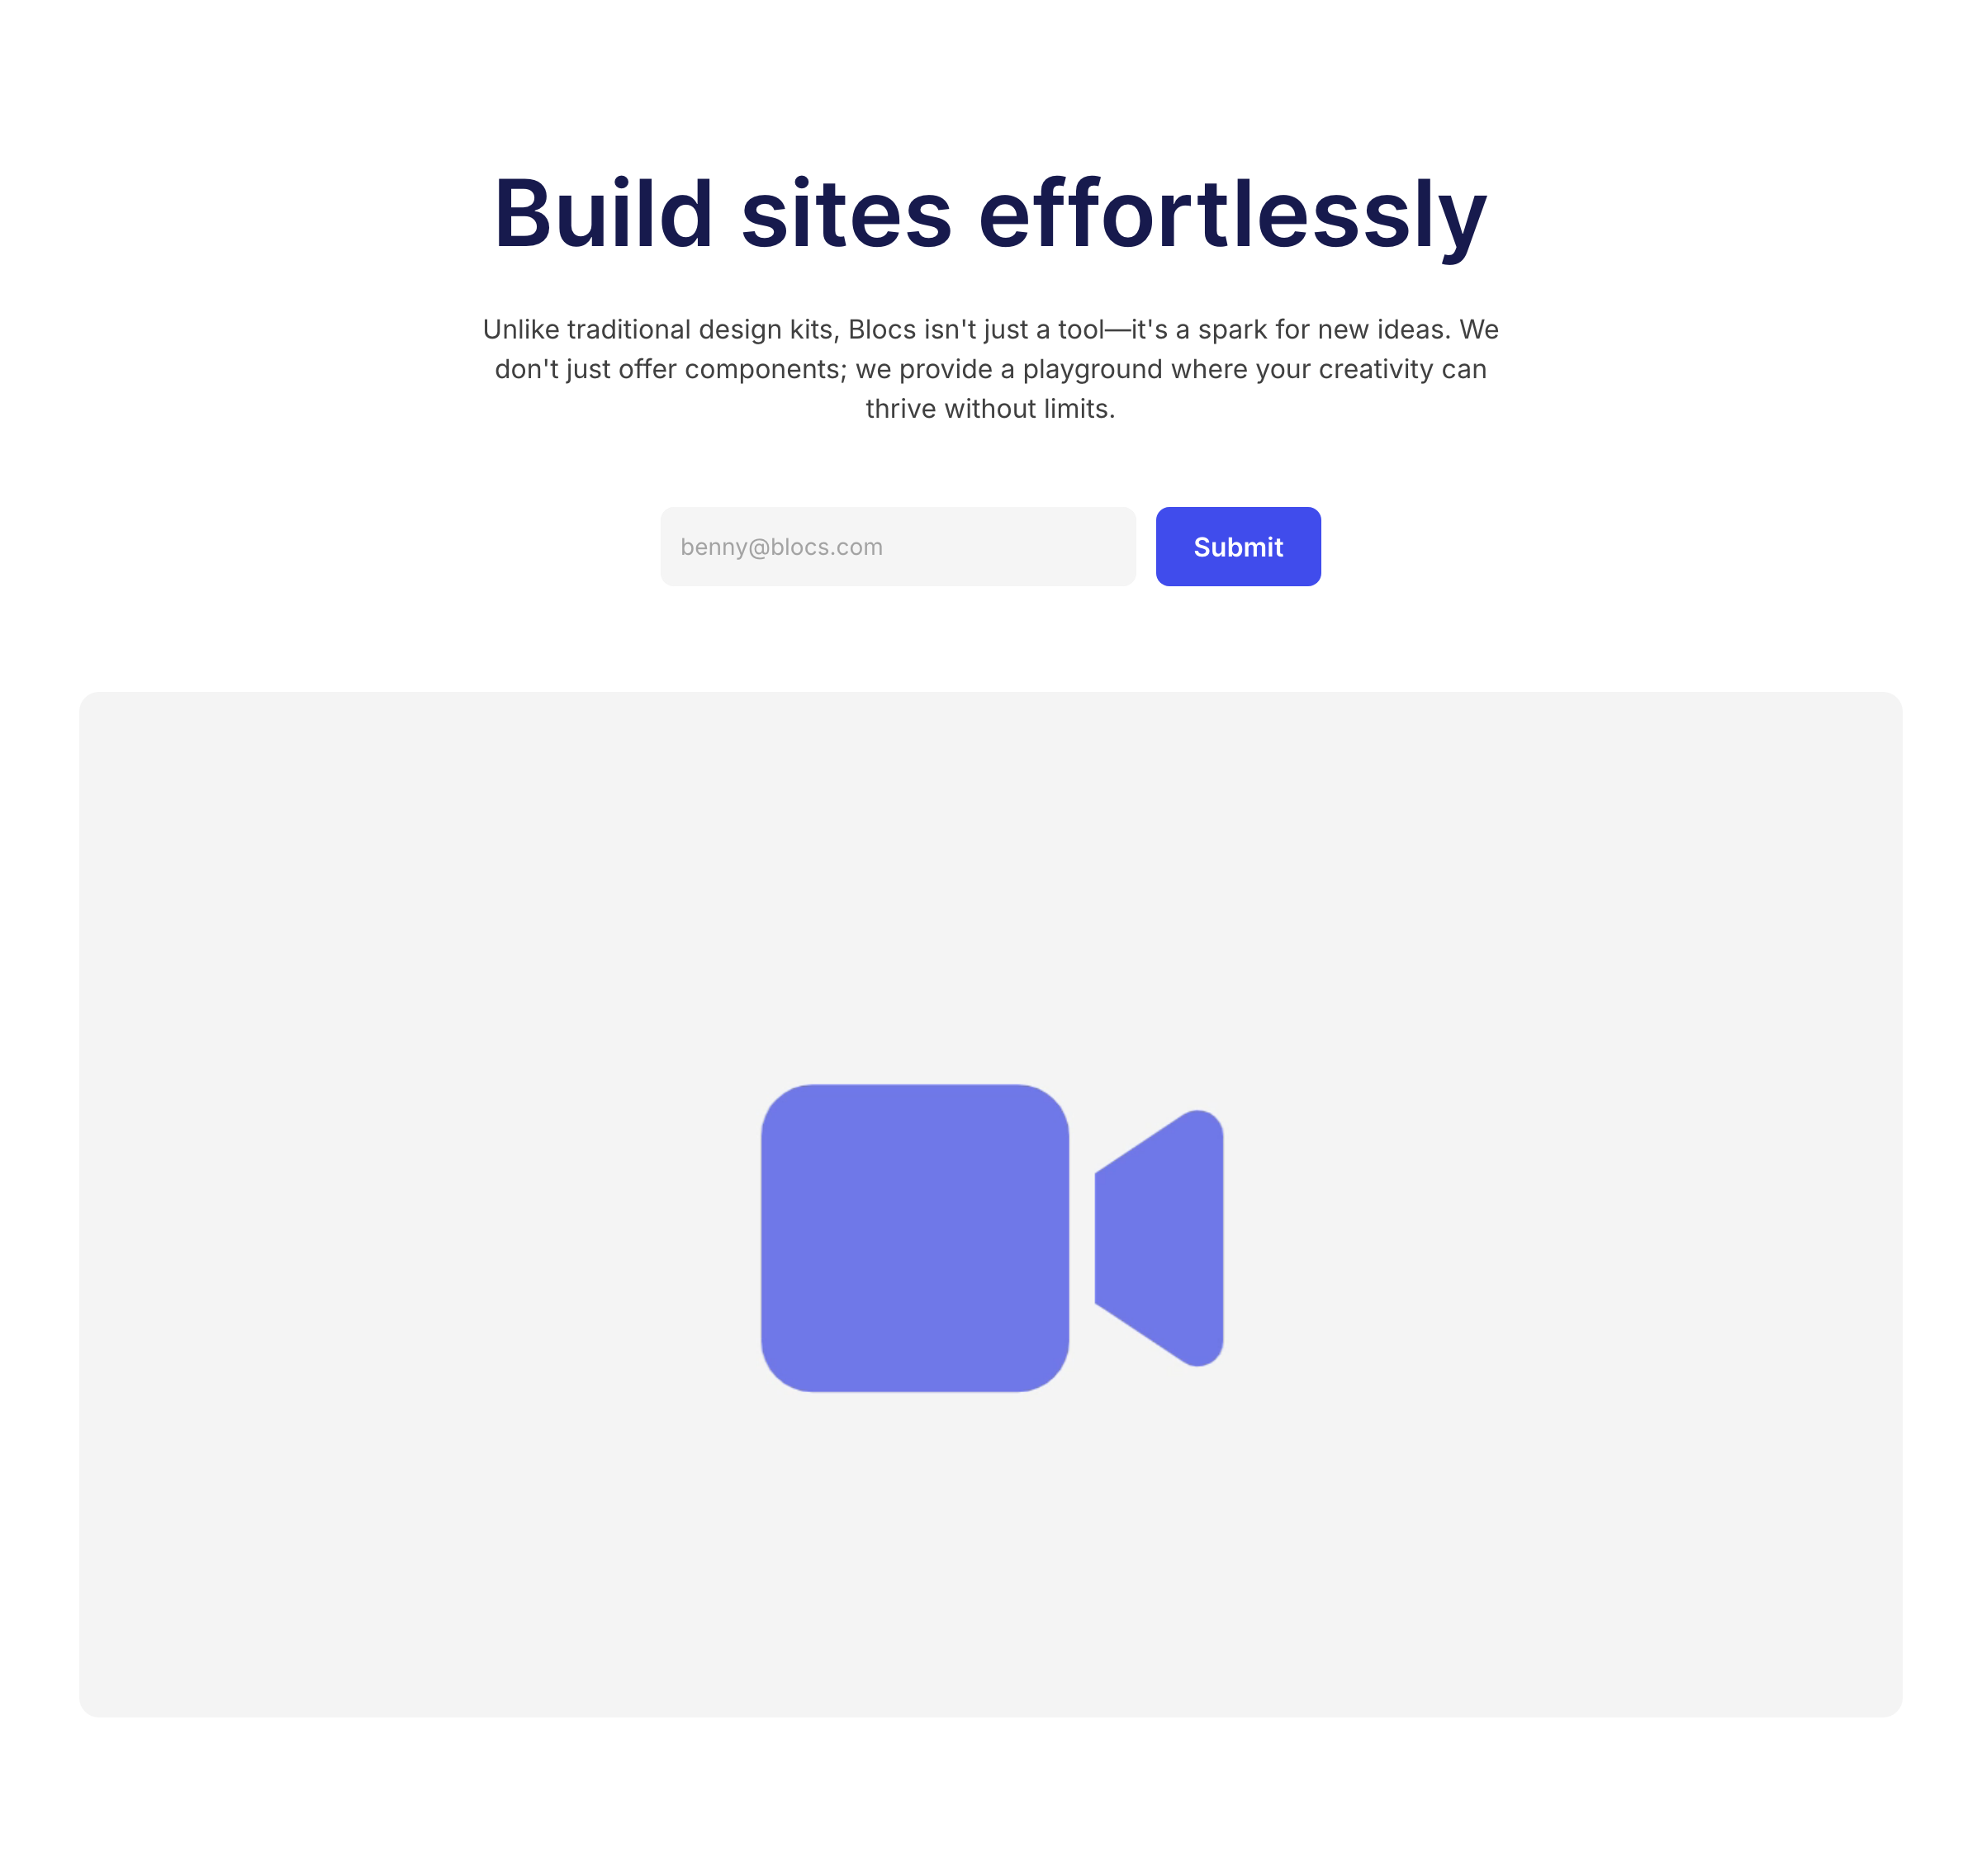 Build sites effortlessly
Unlike traditional design kits, Blocs isn't just a tool—it's a spark for new ideas. We
don't just offer components; we provide a playground where your creativity can
thrive without limits.
benny@blocs.com
Submit